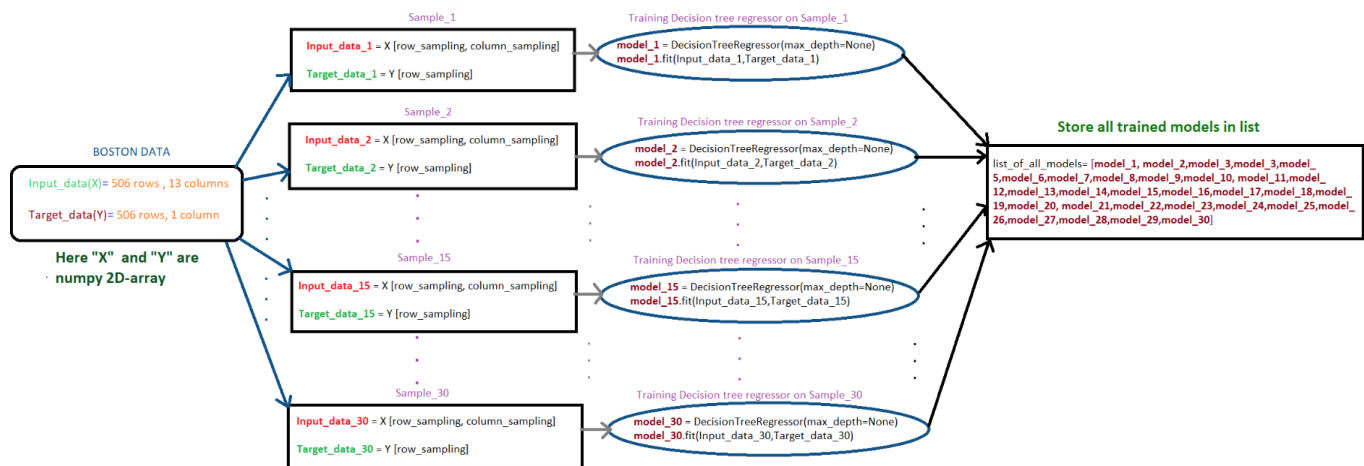 BOSTON DATA
Input_data(X)= 506 rows , 13 columns
Target_data(Y)= 506 rows, 1 column
Here "X" and "Y" are
numpy 2D-array
Sample_1
Input_data_1 = X [row_sampling, column_sampling]
Target_data_1 = Y [row_sampling]
Training Decision tree regressor on Sample_1
model_1 = DecisionTreeRegressor(max_depth=None)
model_1.fit(Input_data_1,Target_data_1)
Sample_2
Input_data_2 = X [row_sampling, column_sampling]
Target_data_2 = Y [row_sampling]
Training Decision tree regressor on Sample_2
model_2 = DecisionTreeRegressor(max_depth=None)
model_2.fit(Input_data_2,Target_data_2)
Sample_15
Input_data_15 = X [row_sampling, column_sampling]
Target_data_15 = Y [row_sampling]
Training Decision tree regressor on Sample_15
model_15 = DecisionTreeRegressor(max_depth=None)
model_15.fit(Input_data_15,Target_data_15)
Sample_30
Input_data_30 = X [row_sampling, column_sampling]
Target_data_30 = Y [row_sampling]
Training Decision tree regressor on Sample_30
model_30 = DecisionTreeRegressor(max_depth=None)
model_30.fit(Input_data_30,Target_data_30)
Store all trained models in list
list_of_all_models= [model_1, model_2,model_3,model_3,model_
5,model_6,model_7,model_8,model_9,model_10, model_11,model_
12,model_13,model_14,model_15,model_16,model_17,model_18,model_
19,model_20, model_21,model_22,model_23,model_24,model_25,model_
26,model_27,model_28,model_29,model_30]